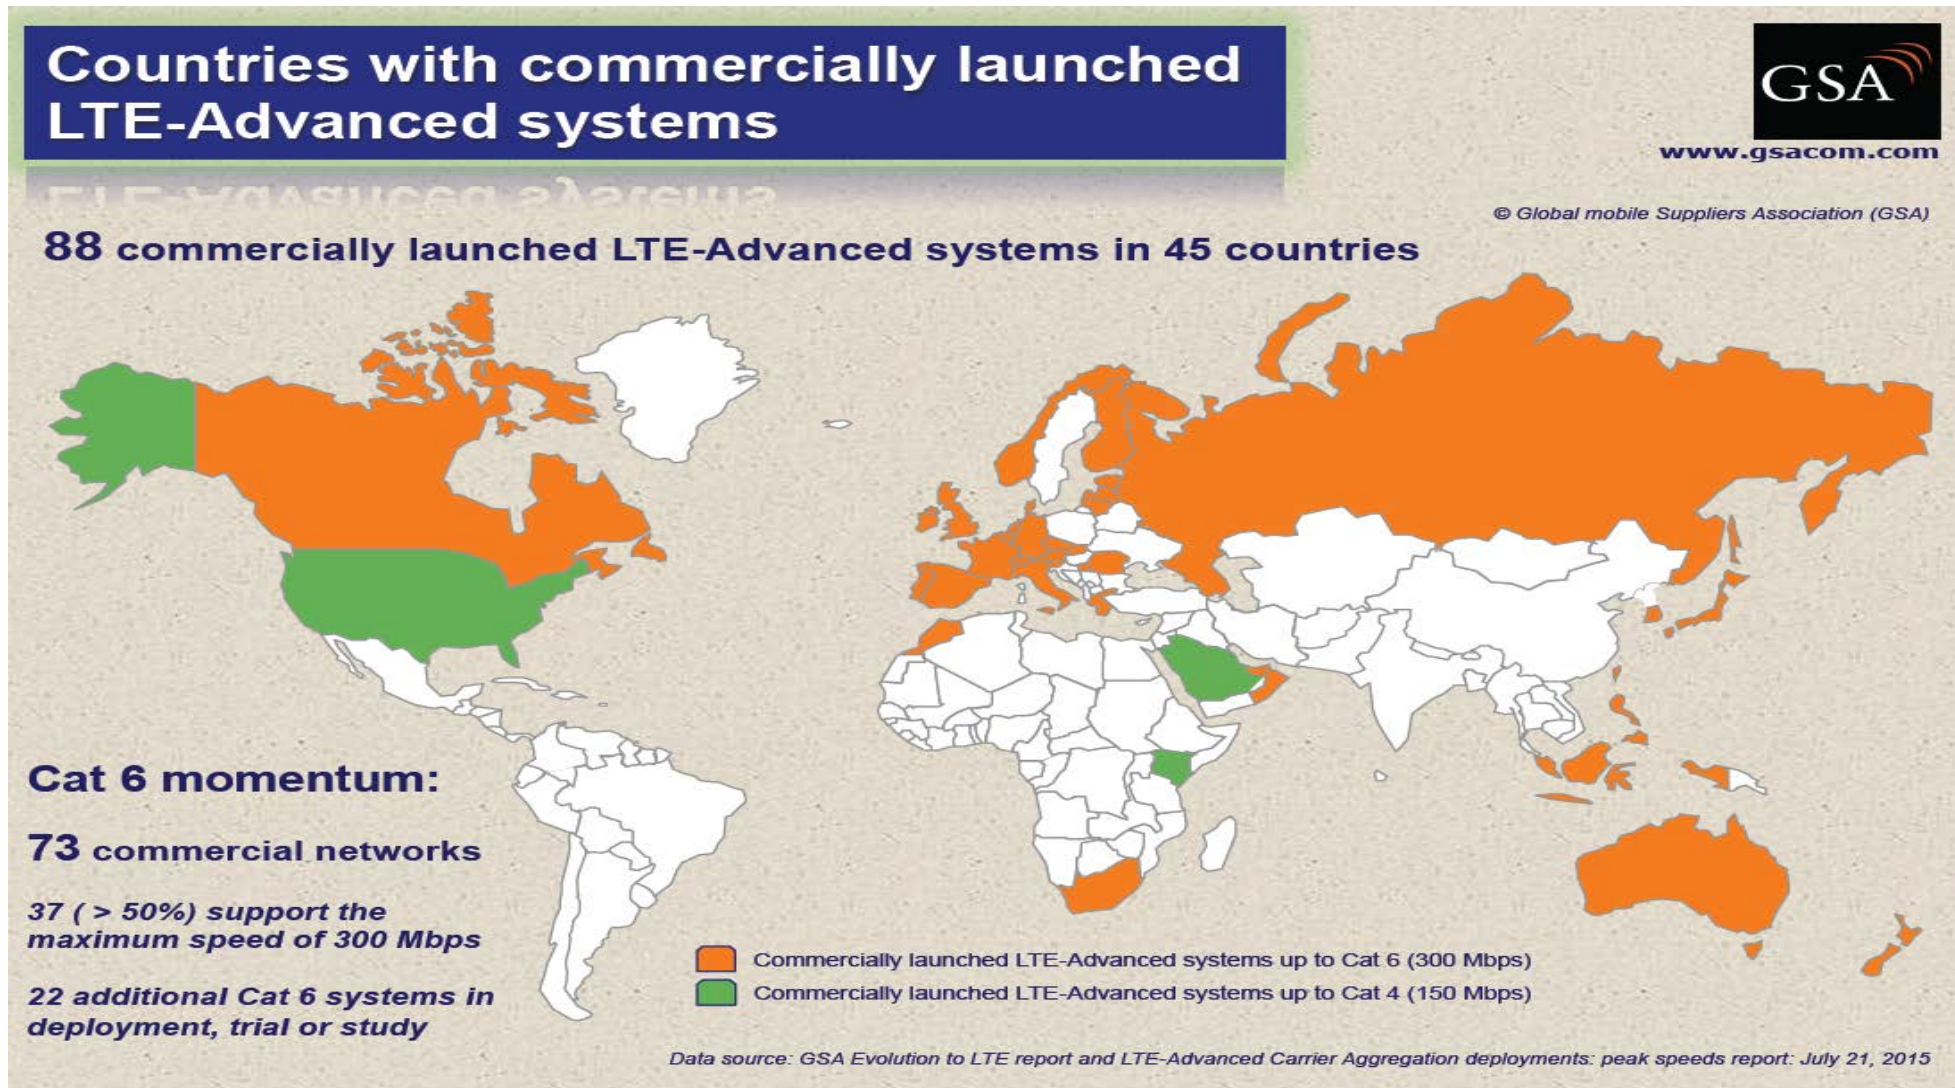 Countries with commercially launched
LTE-Advanced systems
GSA
www.gsacom.com
© Global mobile Suppliers Association (GSA)
88 commercially launched LTE-Advanced systems in 45 countries
Cat 6 momentum:
73 commercial networks
37 ( > 50%) support the
maximum speed of 300 Mbps
22 additional Cat 6 systems in
deployment, trial or study
Commercially launched LTE-Advanced systems up to Cat 6 (300 Mbps)
Commercially launched LTE-Advanced systems up to Cat 4 (150 Mbps)
Data source: GSA Evolution to LTE report and LTE-Advanced Carrier Aggregation deployments: peak speeds report: July 21, 2015